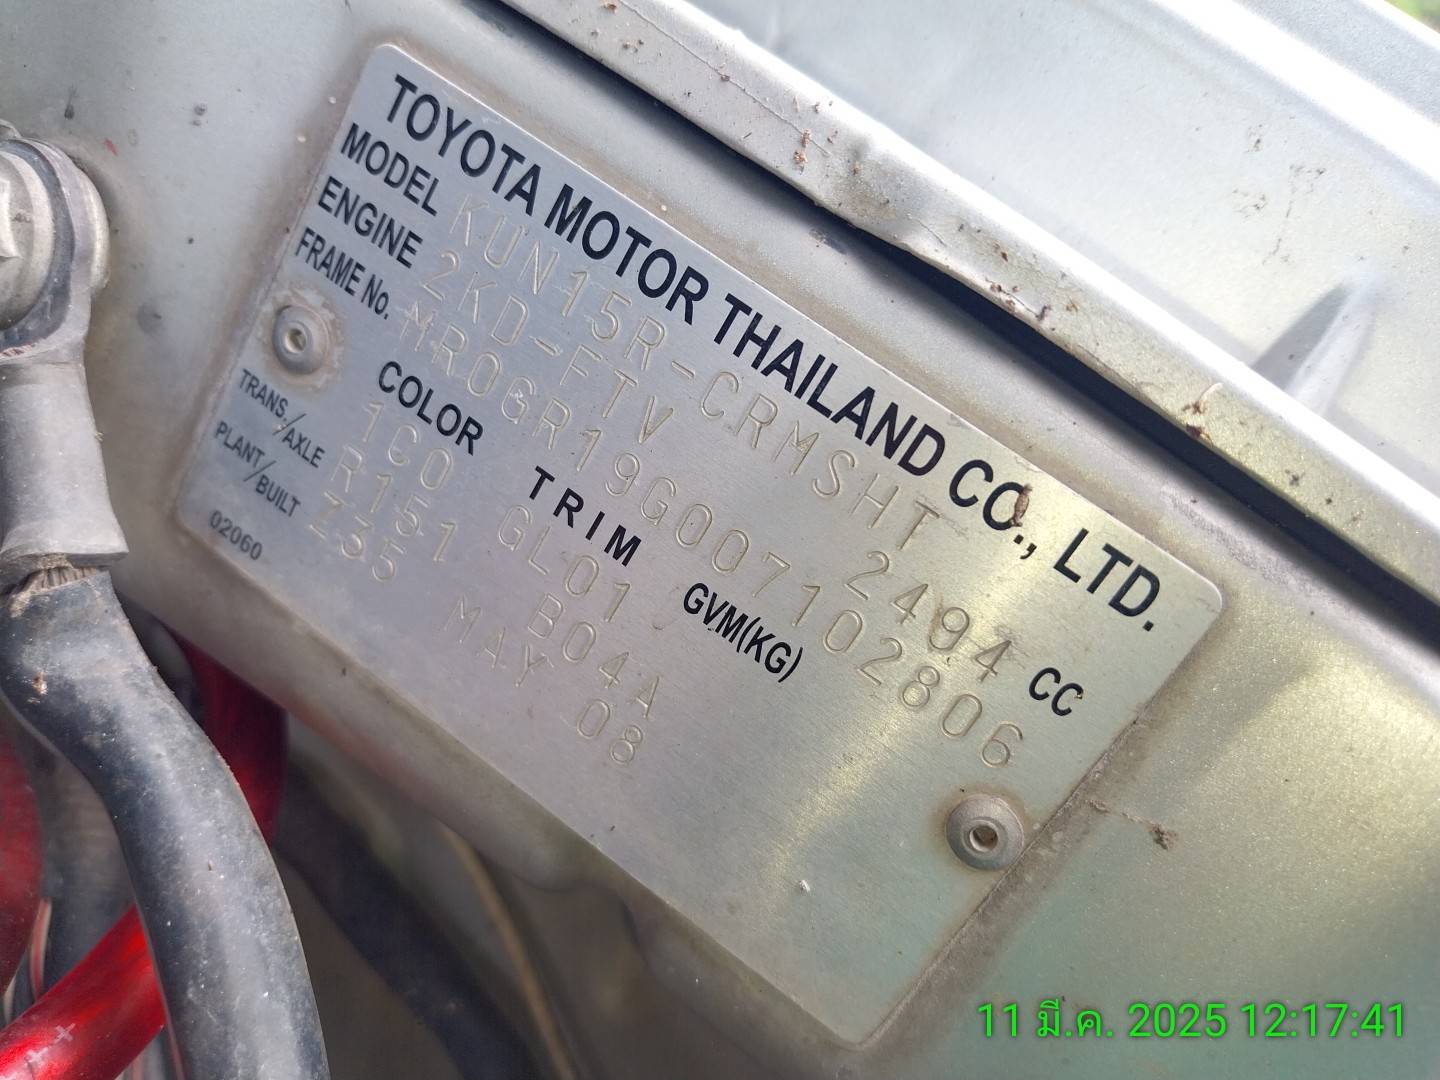 TOYOTA MOTOR THAILAND CO., LTD.
MODEL KUN15R-CRMSHT
ENGINE 2KD-FTV 2494 CC
FRAME No. MR0GR19G007102806
COLOR TRIM GVM(KG)
1C0 GL01
TRANS/AXLE R151 B04A
PLANT/BUILT Z35 MAY 08
02060
11 มี.ค. 2025 12:17:41